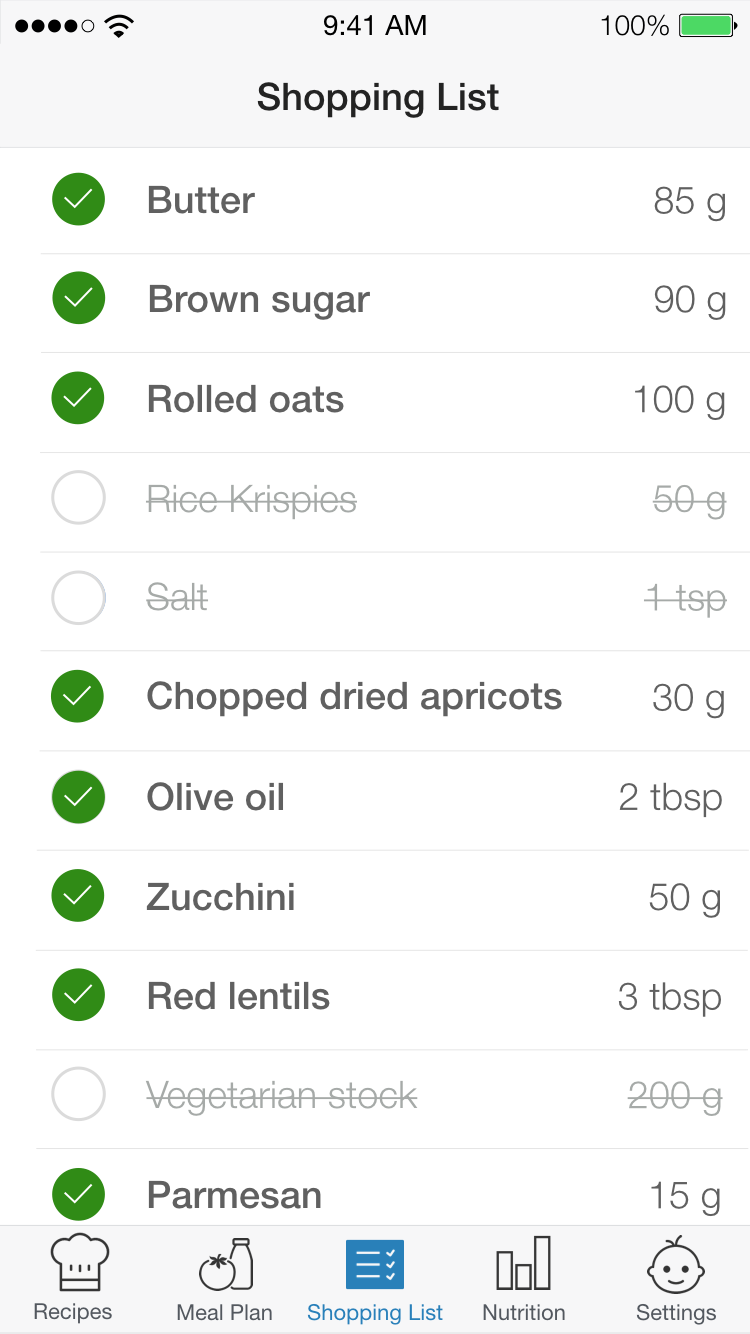 9:41 AM 100%
Shopping List
Butter 85 g
Brown sugar 90 g
Rolled oats 100 g
Rice Krispies 50 g
Salt 1 tsp
Chopped dried apricots 30 g
Olive oil 2 tbsp
Zucchini 50 g
Red lentils 3 tbsp
Vegetarian stock 200 g
Parmesan 15 g
Recipes Meal Plan Shopping List Nutrition Settings